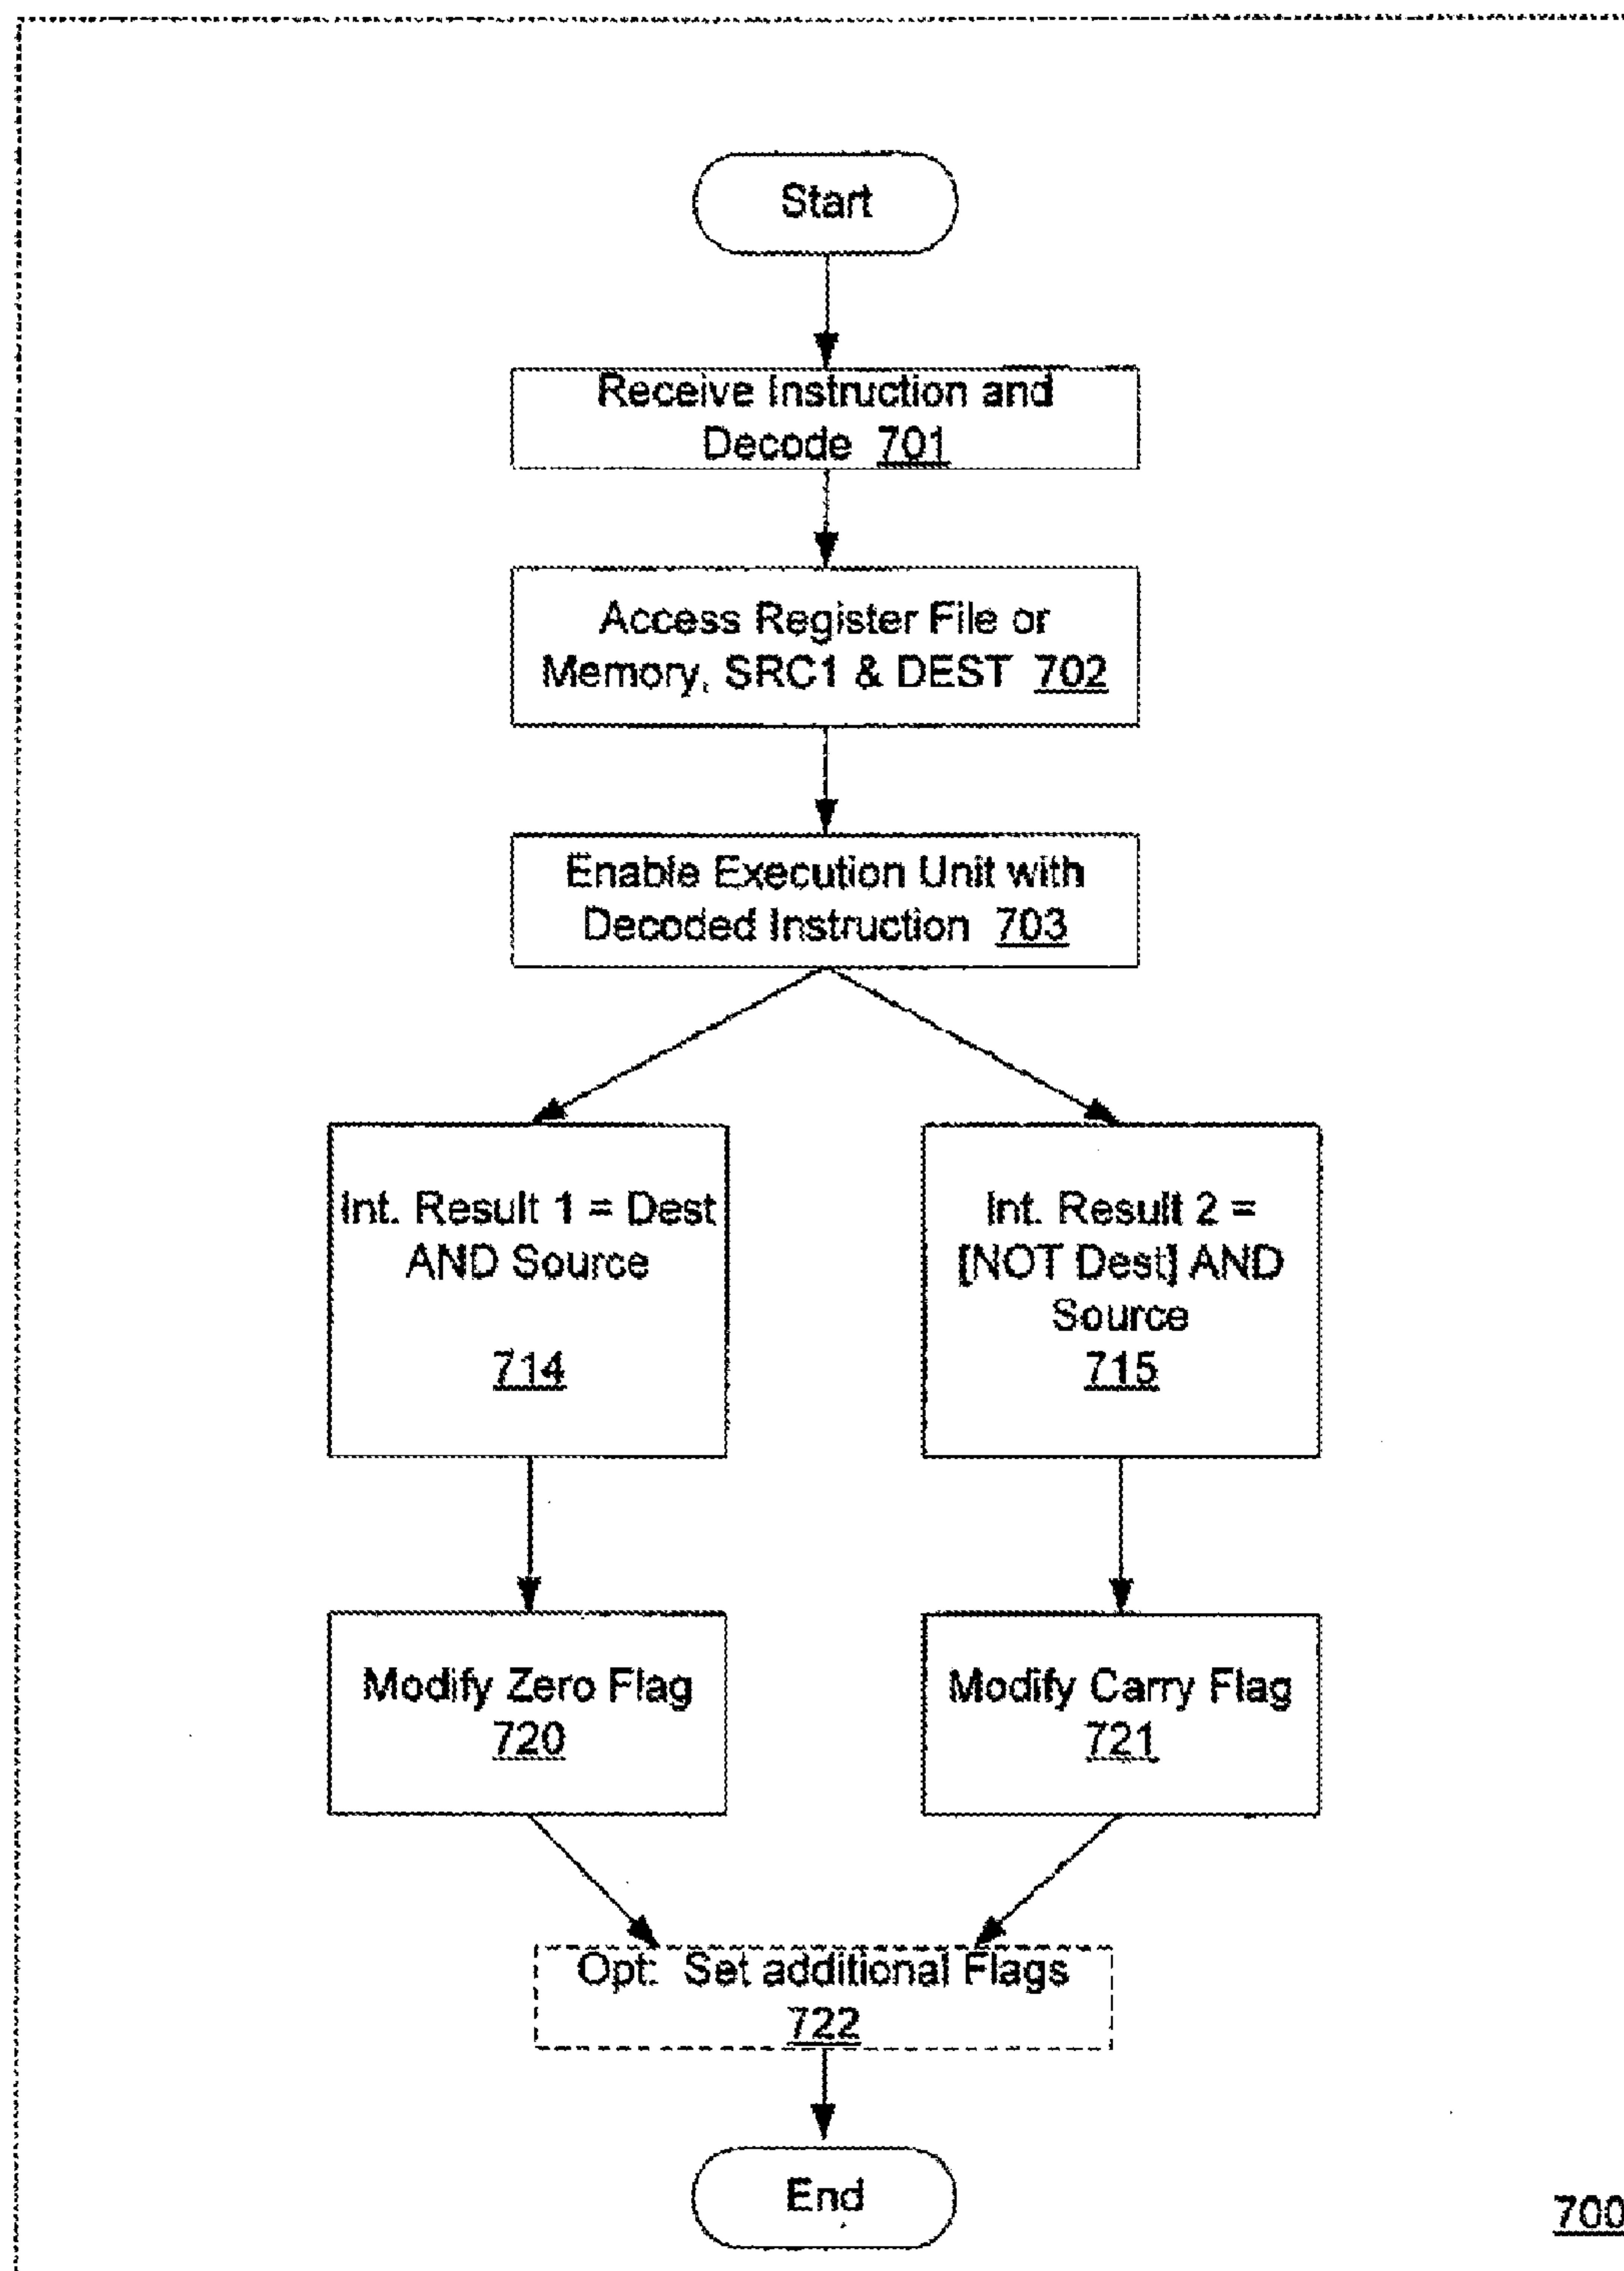 Start
Receive Instruction and
Decode 701
Access Register File or
Memory, SRC1 & DEST 702
Enable Execution Unit with
Decoded Instruction 703
Int. Result 1 = Dest
AND Source
714
Int. Result 2 =
[NOT Dest] AND
Source
715
Modify Zero Flag
720
Modify Carry Flag
721
Opt: Set additional Flags
722
End
700